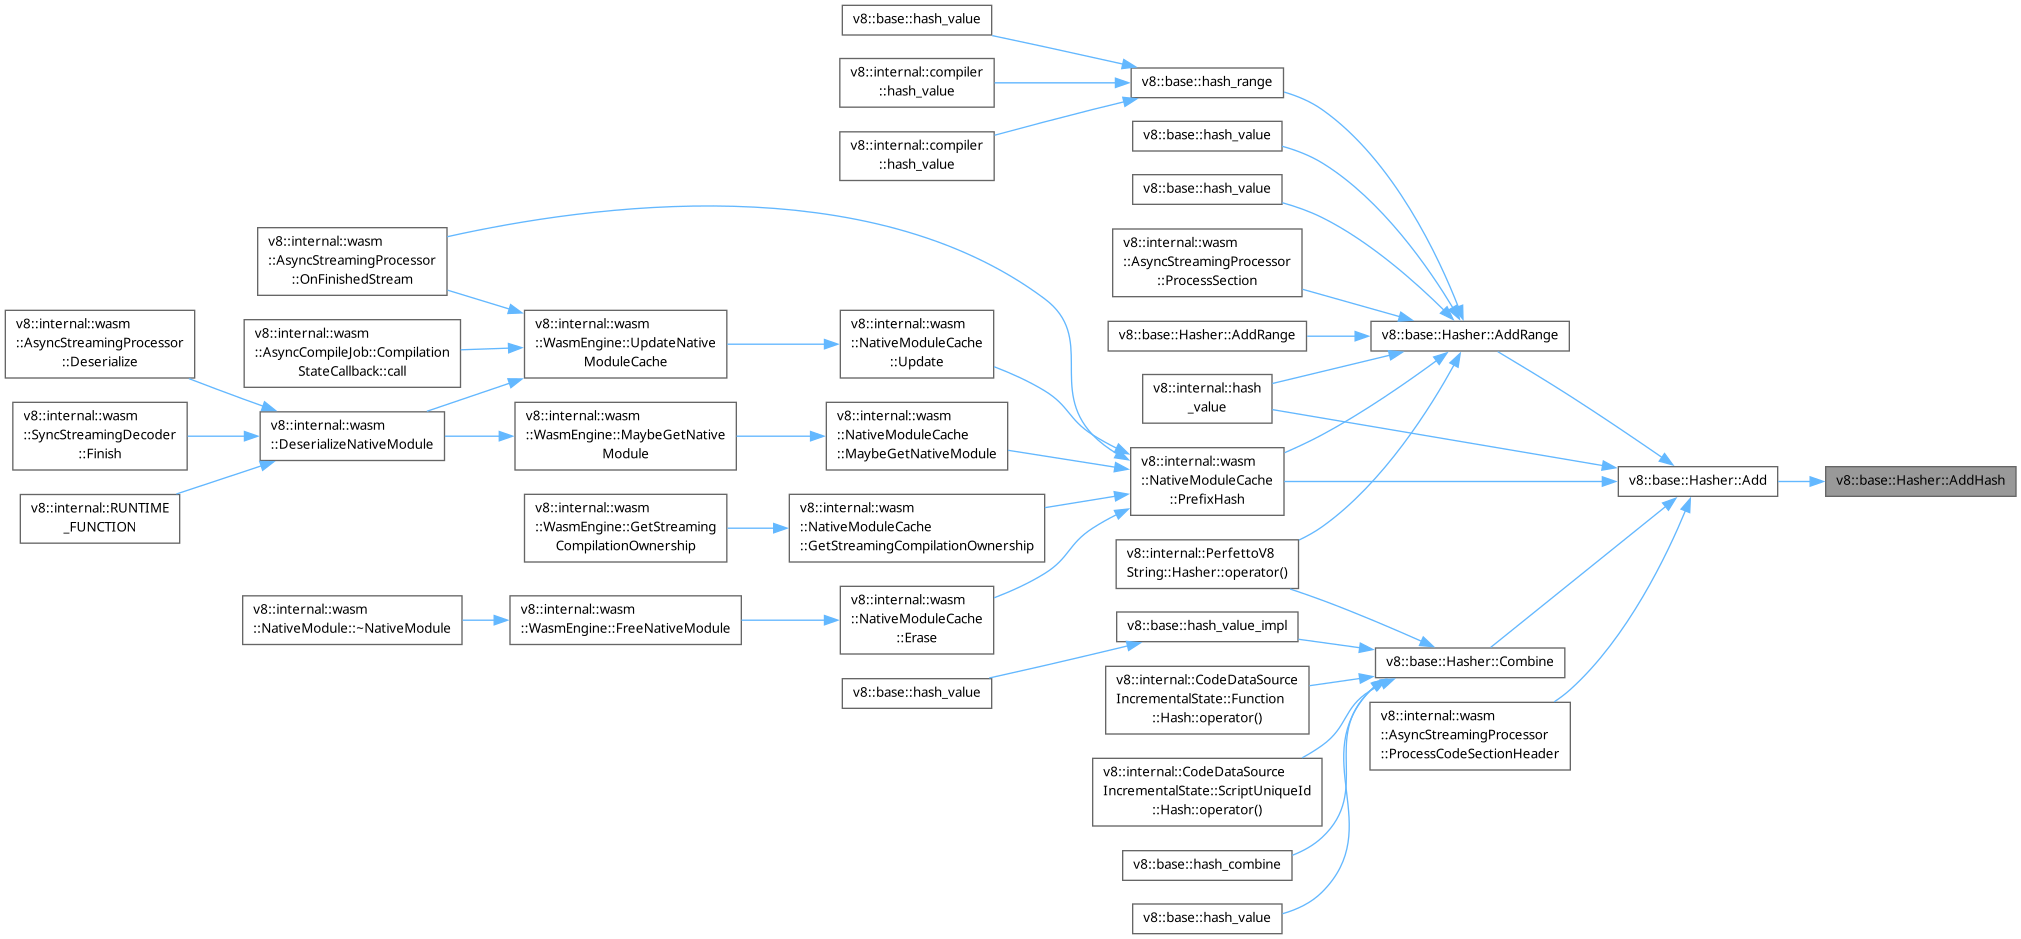 v8::base::hash_value
v8::internal::compiler
::hash_value
v8::internal::compiler
::hash_value
v8::base::hash_range
v8::base::hash_value
v8::base::hash_value
v8::internal::wasm
::AsyncStreamingProcessor
::ProcessSection
v8::base::Hasher::AddRange
v8::internal::hash
_value
v8::base::Hasher::AddRange
v8::internal::wasm
::AsyncStreamingProcessor
::OnFinishedStream
v8::internal::wasm
::AsyncStreamingProcessor
::Deserialize
v8::internal::wasm
::AsyncCompileJob::Compilation
StateCallback::call
v8::internal::wasm
::WasmEngine::UpdateNative
ModuleCache
v8::internal::wasm
::NativeModuleCache
::Update
v8::internal::wasm
::SyncStreamingDecoder
::Finish
v8::internal::wasm
::DeserializeNativeModule
v8::internal::wasm
::WasmEngine::MaybeGetNative
Module
v8::internal::wasm
::NativeModuleCache
::MaybeGetNativeModule
v8::internal::wasm
::NativeModuleCache
::PrefixHash
v8::base::Hasher::Add
v8::base::Hasher::AddHash
v8::internal::RUNTIME
_FUNCTION
v8::internal::wasm
::WasmEngine::GetStreaming
CompilationOwnership
v8::internal::wasm
::NativeModuleCache
::GetStreamingCompilationOwnership
v8::internal::PerfettoV8
String::Hasher::operator()
v8::internal::wasm
::NativeModule::~NativeModule
v8::internal::wasm
::WasmEngine::FreeNativeModule
v8::internal::wasm
::NativeModuleCache
::Erase
v8::base::hash_value_impl
v8::base::Hasher::Combine
v8::base::hash_value
v8::internal::CodeDataSource
IncrementalState::Function
::Hash::operator()
v8::internal::wasm
::AsyncStreamingProcessor
::ProcessCodeSectionHeader
v8::internal::CodeDataSource
IncrementalState::ScriptUniqueId
::Hash::operator()
v8::base::hash_combine
v8::base::hash_value